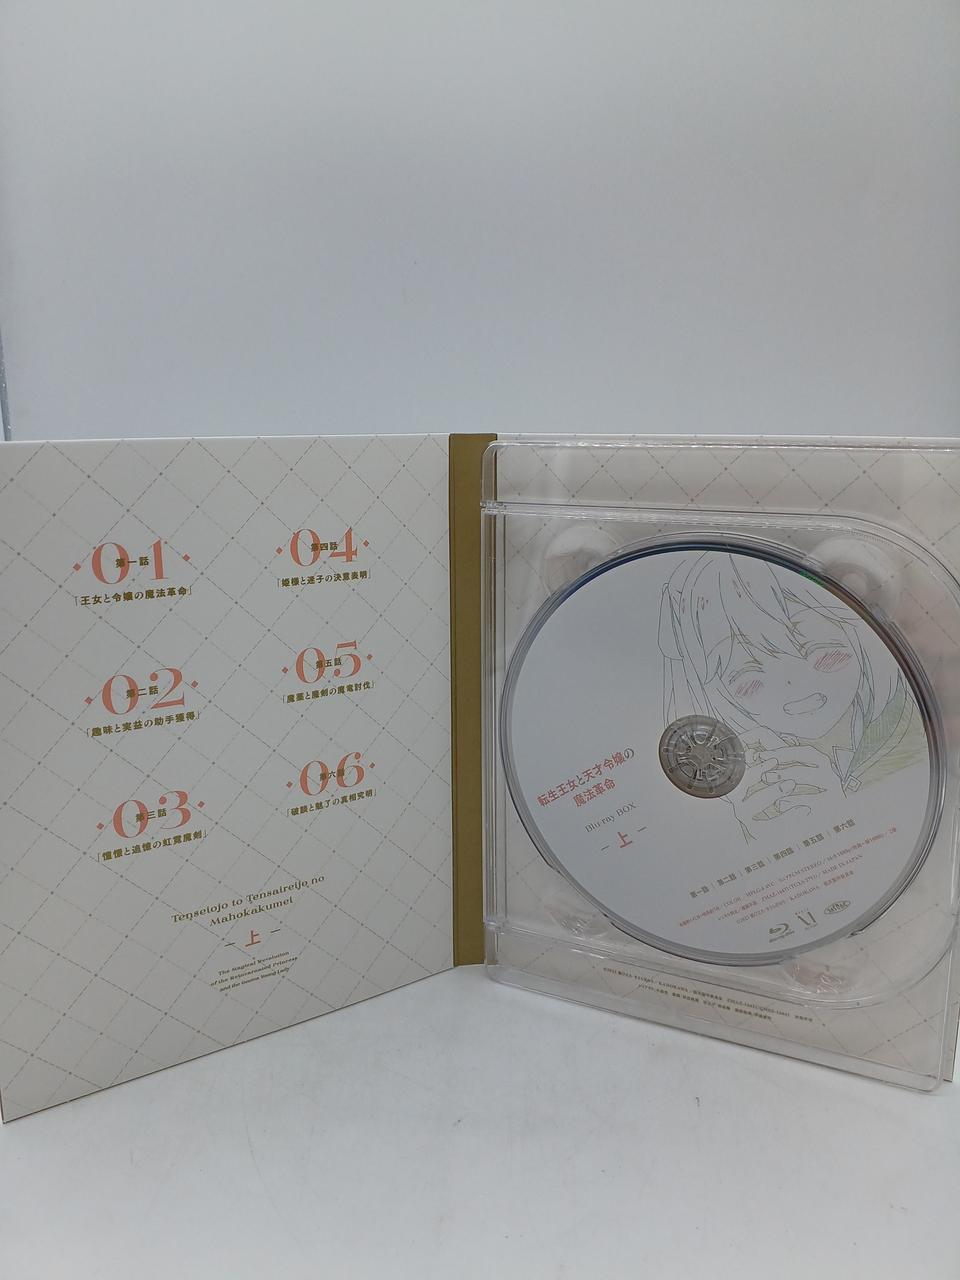 01
第一話
「王女と令嬢の魔法革命」
02
第二話
「趣味と実益の助手獲得」
03
第三話
「憧憬と追憶の虹霓魔剣」
04
第四話
「姫様と迷子の決意表明」
05
第五話
「魔薬と魔剣の魔竜討伐」
06
第六話
「破談と魅了の真相究明」
Tenseiojo to Tensaireijo no
Mahokakumei
上
The Magical Revolution
of the Reincarnated Princess
and the Genius Young Lady
転生王女と天才令嬢の
魔法革命
Blu-ray BOX
上
第一話｜第二話｜第三話｜第四話｜第五話｜第六話
COLOR MPEG-4 AVC
MADE IN JAPAN
KADOKAWA